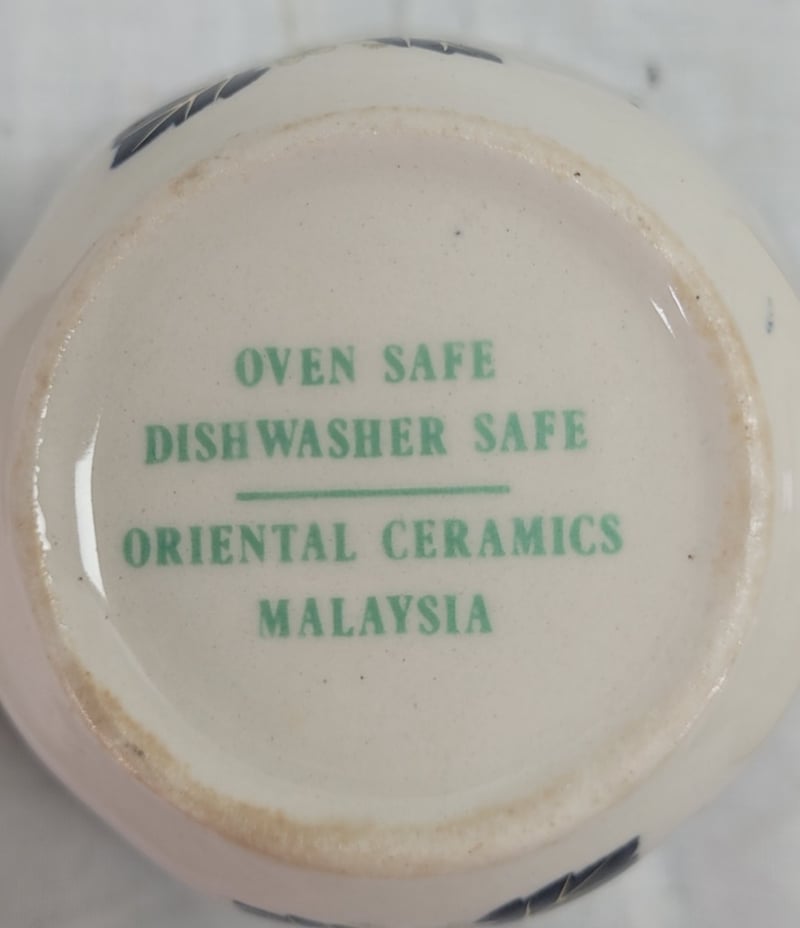 OVEN SAFE
DISHWASHER SAFE
ORIENTAL CERAMICS
MALAYSIA